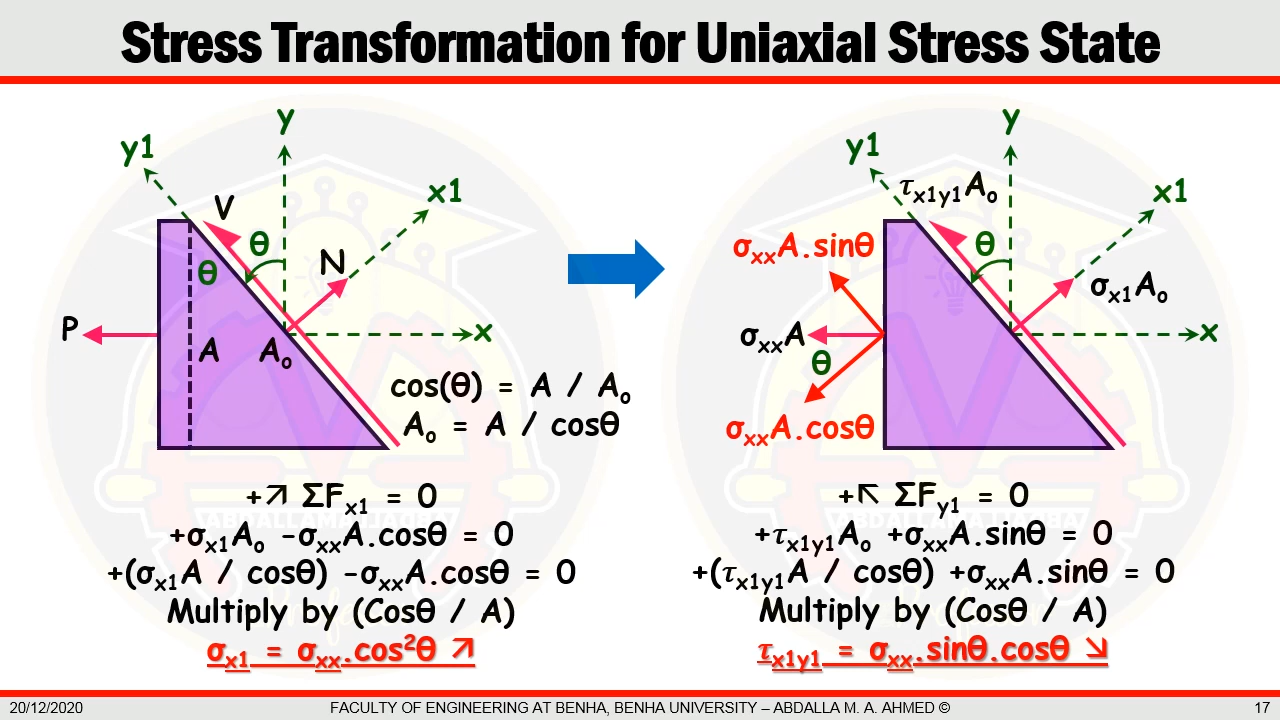 Stress Transformation for Uniaxial Stress State
y
y1
x1
V
θ
N
θ
P
x
A
Aₒ
cos(θ) = A / Aₒ
Aₒ = A / cosθ
+↗ ΣFₓ₁ = 0
+σₓ₁Aₒ -σₓₓA.cosθ = 0
+(σₓ₁A / cosθ) -σₓₓA.cosθ = 0
Multiply by (Cosθ / A)
σₓ₁ = σₓₓ.cos²θ ↗
y
y1
τx1y1Aₒ
x1
σₓₓA.sinθ
θ
σₓ₁Aₒ
σₓₓA
x
θ
σₓₓA.cosθ
+↖ ΣFy1 = 0
+τx1y1Aₒ +σₓₓA.sinθ = 0
+(τx1y1A / cosθ) +σₓₓA.sinθ = 0
Multiply by (Cosθ / A)
τx1y1 = σₓₓ.sinθ.cosθ ↘
20/12/2020
FACULTY OF ENGINEERING AT BENHA, BENHA UNIVERSITY – ABDALLA M. A. AHMED ©
17